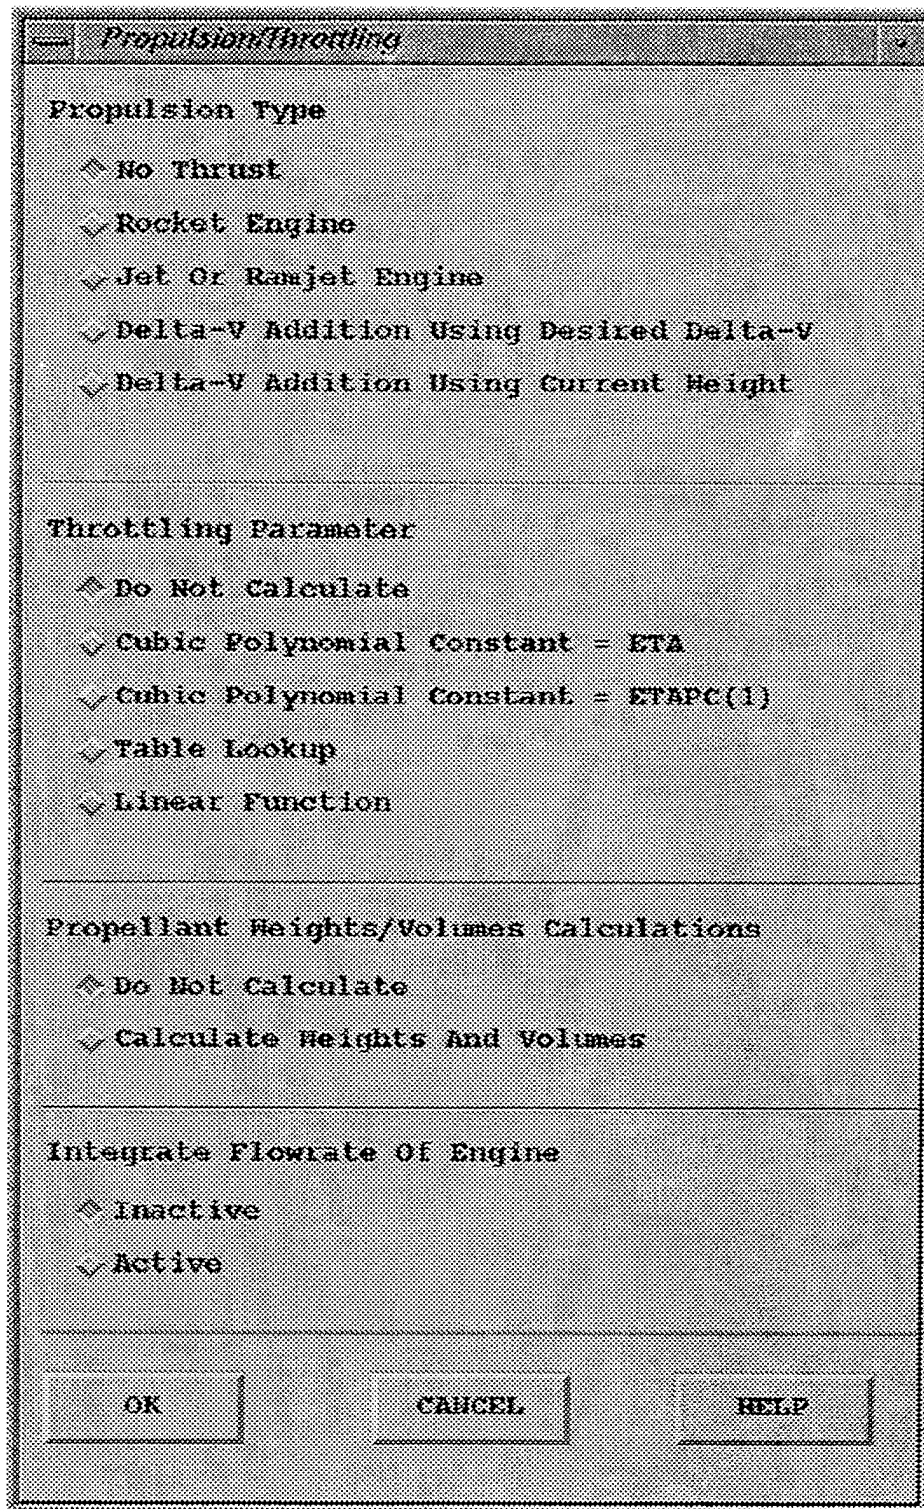 Propulsion/Throttling
Propulsion Type
No Thrust
Rocket Engine
Jet Or Ramjet Engine
Delta-V Addition Using Desired Delta-V
Delta-V Addition Using Current Weight
Throttling Parameter
Do Not Calculate
Cubic Polynomial Constant = ETA
Cubic Polynomial Constant = ETAPC(1)
Table Lookup
Linear Function
Propellant Weights/Volumes Calculations
Do Not Calculate
Calculate Weights And Volumes
Integrate Flowrate Of Engine
Inactive
Active
OK CANCEL HELP